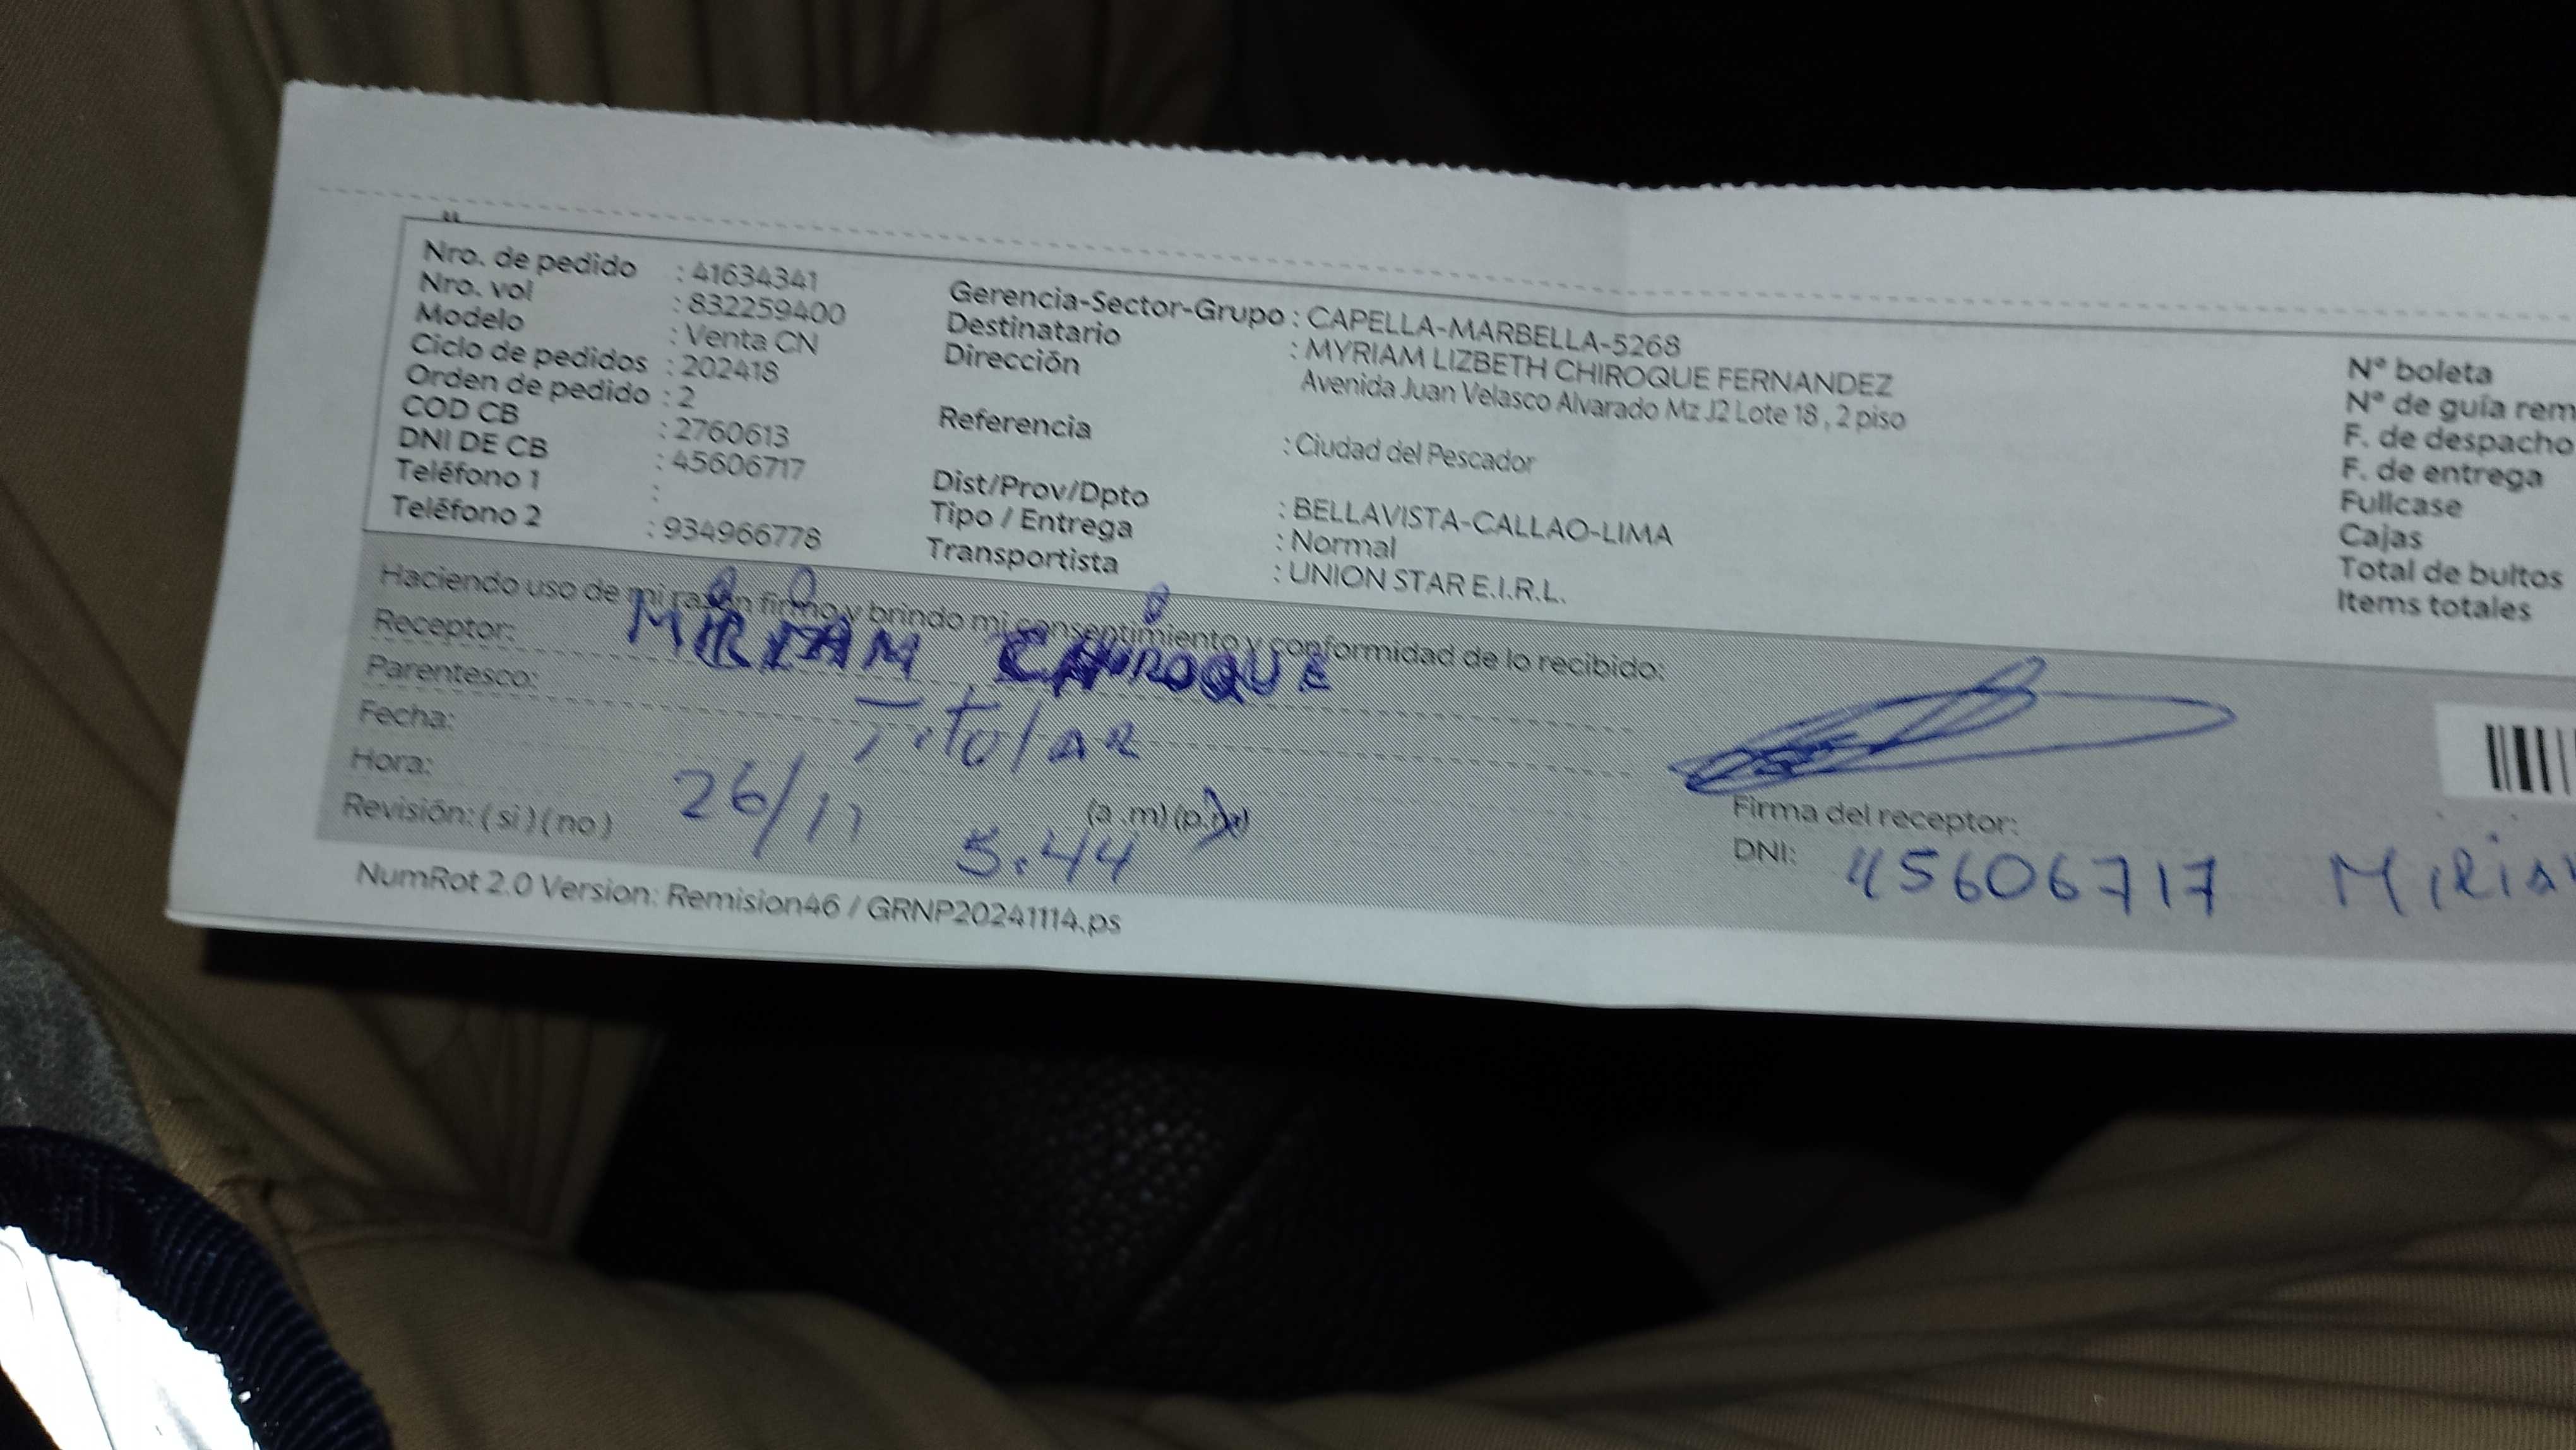 Nro. de pedido : 41634341
Nro. vol : 832259400
Modelo : Venta CN
Ciclo de pedidos : 202418
Orden de pedido : 2
COD CB : 2760613
DNI DE CB : 45606717
Teléfono 1 :
Teléfono 2 : 934966778
Gerencia-Sector-Grupo : CAPELLA-MARBELLA-5268
Destinatario : MYRIAM LIZBETH CHIROQUE FERNANDEZ
Dirección Avenida Juan Velasco Alvarado Mz J2 Lote 18 , 2 piso
Referencia : Ciudad del Pescador
Dist/Prov/Dpto : BELLAVISTA-CALLAO-LIMA
Tipo / Entrega : Normal
Transportista : UNION STAR E.I.R.L.
N° boleta
N° de guía rem
F. de despacho
F. de entrega
Fullcase
Cajas
Total de bultos
Items totales
Haciendo uso de mi razón firmo y brindo mi consentimiento y conformidad de lo recibido:
Receptor: MIRIAM CHIROQUE
Parentesco: Titolar
Fecha: 26/11
Hora: 5.44 (a .m) (p.m)
Revisión: ( si ) ( no )
Firma del receptor:
DNI: 45606717 Miria
NumRot 2.0 Version: Remision46 / GRNP20241114.ps